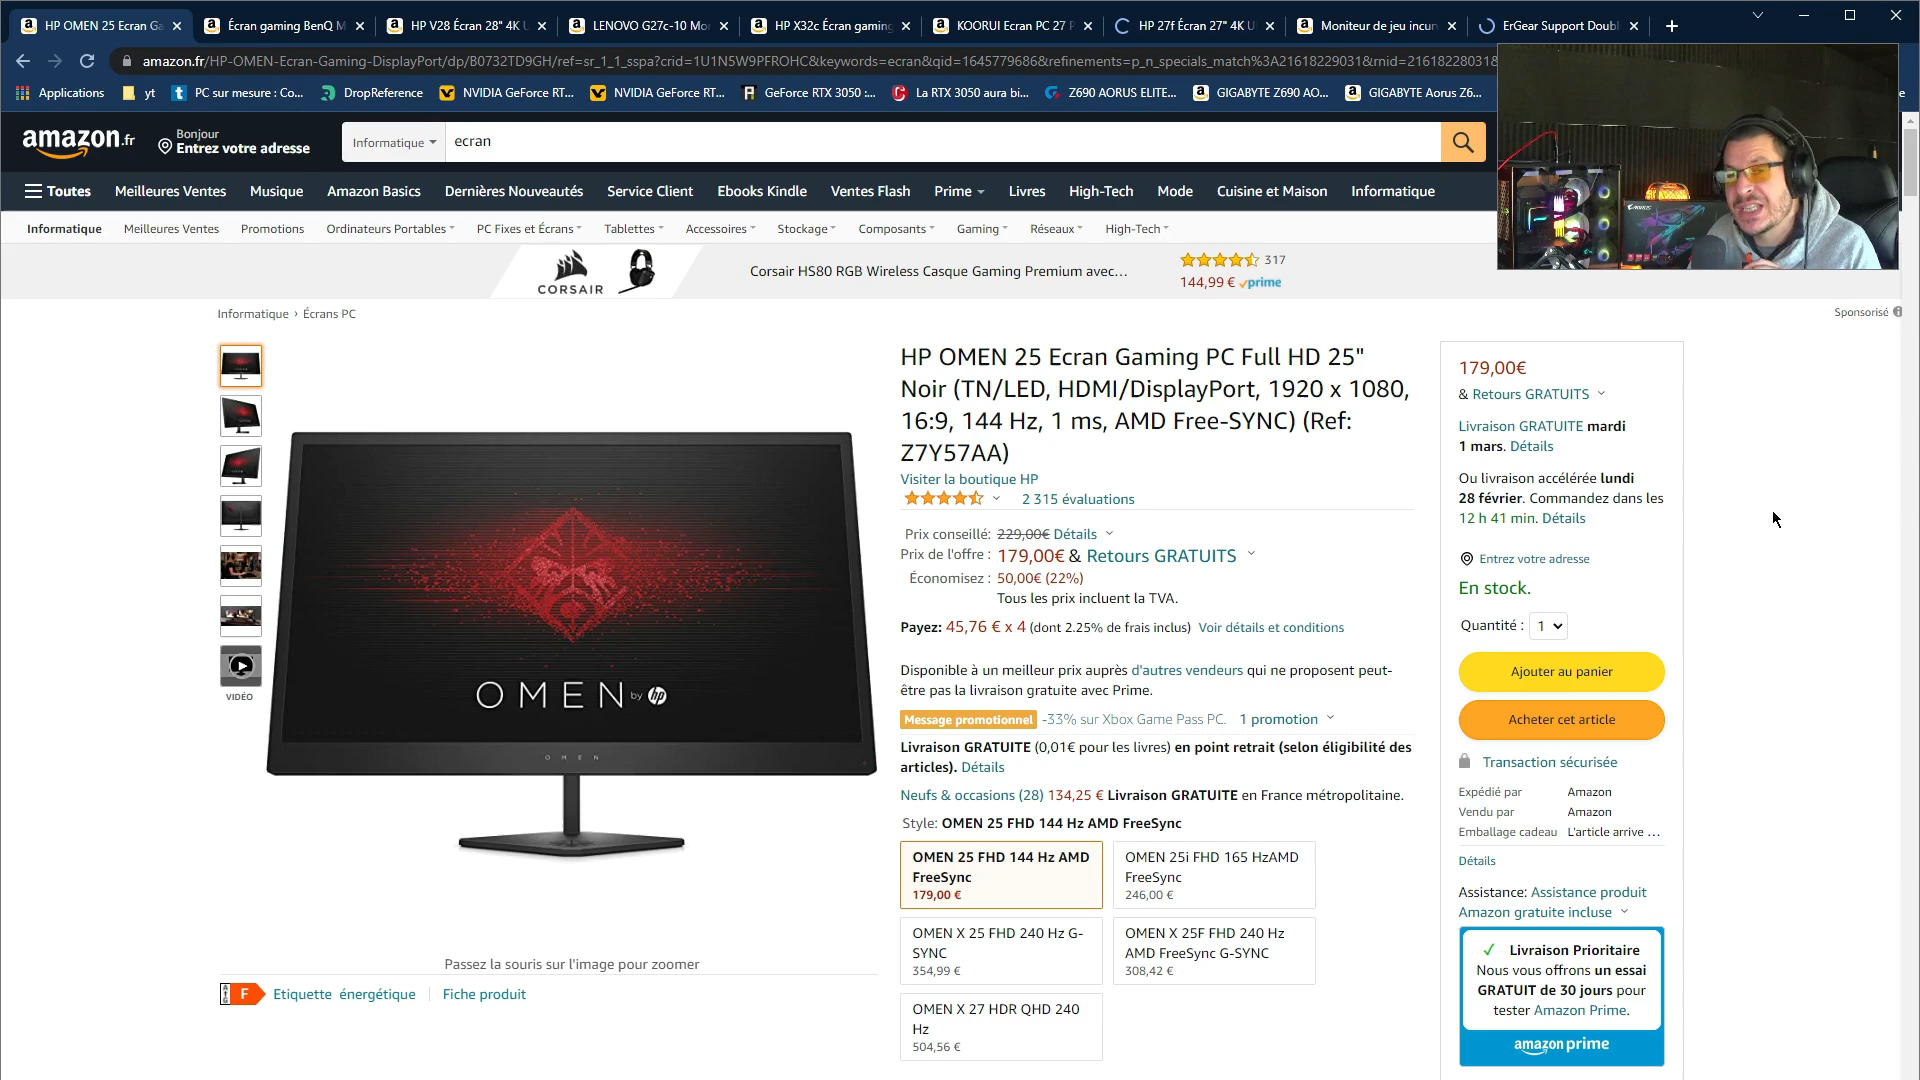 HP OMEN 25 Ecran Ga
Écran gaming BenQ M
HP V28 Écran 28" 4K U
LENOVO G27c-10 Mon
HP X32c Écran gaming
KOORUI Ecran PC 27 P
HP 27f Écran 27" 4K U
Moniteur de jeu incur
ErGear Support Doubl
amazon.fr/HP-OMEN-Ecran-Gaming-DisplayPort/dp/B0732TD9GH/ref=sr_1_1_sspa?crid=1U1N5W9PFROHC&keywords=ecran&qid=1645779686&refinements=p_n_specials_match%3A21618229031&rnid=216182280318
Applications
yt
PC sur mesure : Co...
DropReference
NVIDIA GeForce RT...
NVIDIA GeForce RT...
GeForce RTX 3050 :...
La RTX 3050 aura bi...
Z690 AORUS ELITE...
GIGABYTE Z690 AO...
GIGABYTE Aorus Z6...
amazon.fr
Bonjour
Entrez votre adresse
Informatique
ecran
Toutes
Meilleures Ventes
Musique
Amazon Basics
Dernières Nouveautés
Service Client
Ebooks Kindle
Ventes Flash
Prime
Livres
High-Tech
Mode
Cuisine et Maison
Informatique
Informatique
Meilleures Ventes
Promotions
Ordinateurs Portables
PC Fixes et Écrans
Tablettes
Accessoires
Stockage
Composants
Gaming
Réseaux
High-Tech
CORSAIR
Corsair HS80 RGB Wireless Casque Gaming Premium avec...
317
144,99 € prime
Informatique › Écrans PC
Sponsorisé
HP OMEN 25 Ecran Gaming PC Full HD 25"
Noir (TN/LED, HDMI/DisplayPort, 1920 x 1080,
16:9, 144 Hz, 1 ms, AMD Free-SYNC) (Ref:
Z7Y57AA)
Visiter la boutique HP
2 315 évaluations
Prix conseillé: 229,00€ Détails
Prix de l'offre : 179,00€ & Retours GRATUITS
Économisez : 50,00€ (22%)
Tous les prix incluent la TVA.
Payez: 45,76 € x 4 (dont 2.25% de frais inclus) Voir détails et conditions
Disponible à un meilleur prix auprès d'autres vendeurs qui ne proposent peut-
être pas la livraison gratuite avec Prime.
Message promotionnel -33% sur Xbox Game Pass PC. 1 promotion
Livraison GRATUITE (0,01€ pour les livres) en point retrait (selon éligibilité des
articles). Détails
Neufs & occasions (28) 134,25 € Livraison GRATUITE en France métropolitaine.
Style: OMEN 25 FHD 144 Hz AMD FreeSync
OMEN 25 FHD 144 Hz AMD
FreeSync
179,00 €
OMEN 25i FHD 165 HzAMD
FreeSync
246,00 €
OMEN X 25 FHD 240 Hz G-
SYNC
354,99 €
OMEN X 25F FHD 240 Hz
AMD FreeSync G-SYNC
308,42 €
OMEN X 27 HDR QHD 240
Hz
504,56 €
OMEN by hp
OMEN
VIDÉO
Passez la souris sur l'image pour zoomer
F
Etiquette énergétique
Fiche produit
179,00€
& Retours GRATUITS
Livraison GRATUITE mardi
1 mars. Détails
Ou livraison accélérée lundi
28 février. Commandez dans les
12 h 41 min. Détails
Entrez votre adresse
En stock.
Quantité : 1
Ajouter au panier
Acheter cet article
Transaction sécurisée
Expédié par Amazon
Vendu par Amazon
Emballage cadeau L'article arrive ...
Détails
Assistance: Assistance produit
Amazon gratuite incluse
Livraison Prioritaire
Nous vous offrons un essai
GRATUIT de 30 jours pour
tester Amazon Prime.
amazon prime